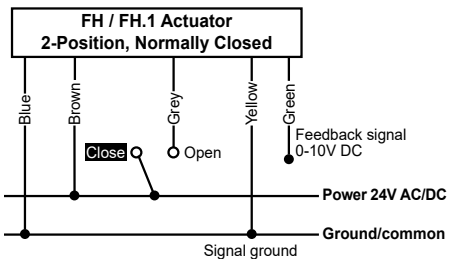 FH / FH.1 Actuator
2-Position, Normally Closed
Blue
Brown
Grey
Yellow
Green
Feedback signal
0-10V DC
Close
Open
Power 24V AC/DC
Ground/common
Signal ground